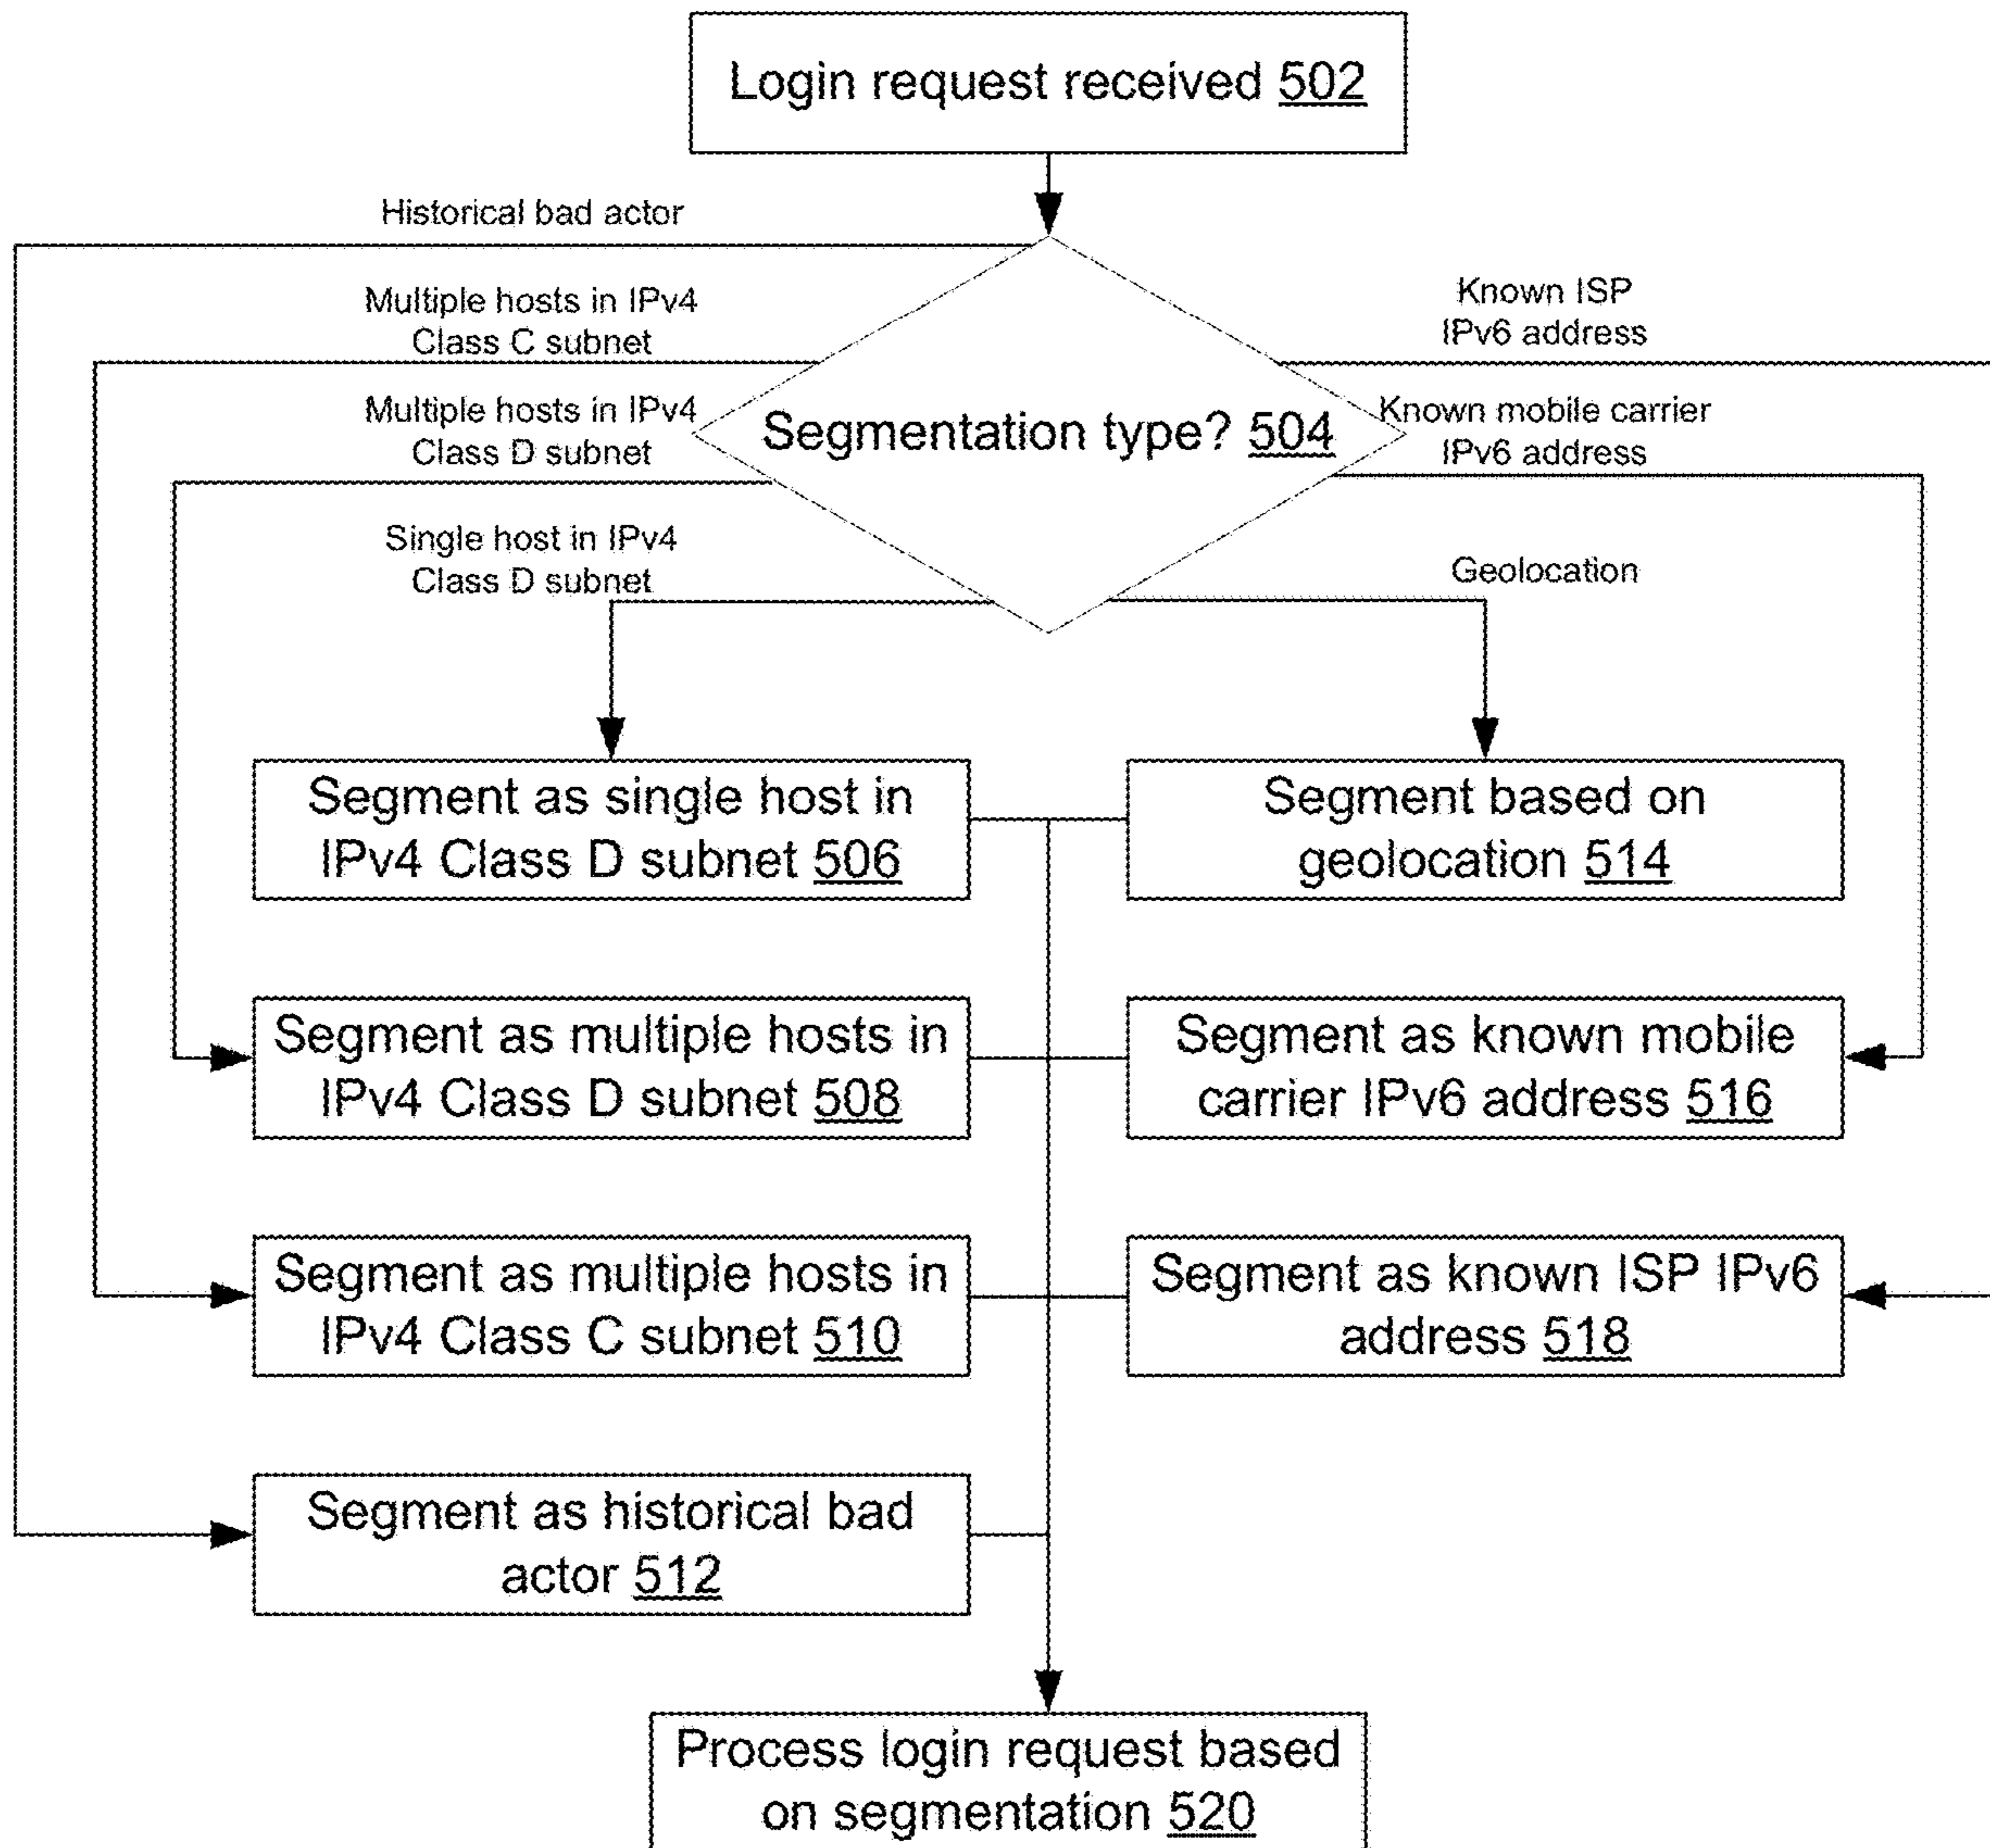 Login request received 502
Historical bad actor
Multiple hosts in IPv4
Class C subnet
Known ISP
IPv6 address
Multiple hosts in IPv4
Class D subnet
Segmentation type? 504
Known mobile carrier
IPv6 address
Single host in IPv4
Class D subnet
Geolocation
Segment as single host in
IPv4 Class D subnet 506
Segment based on
geolocation 514
Segment as multiple hosts in
IPv4 Class D subnet 508
Segment as known mobile
carrier IPv6 address 516
Segment as multiple hosts in
IPv4 Class C subnet 510
Segment as known ISP IPv6
address 518
Segment as historical bad
actor 512
Process login request based
on segmentation 520